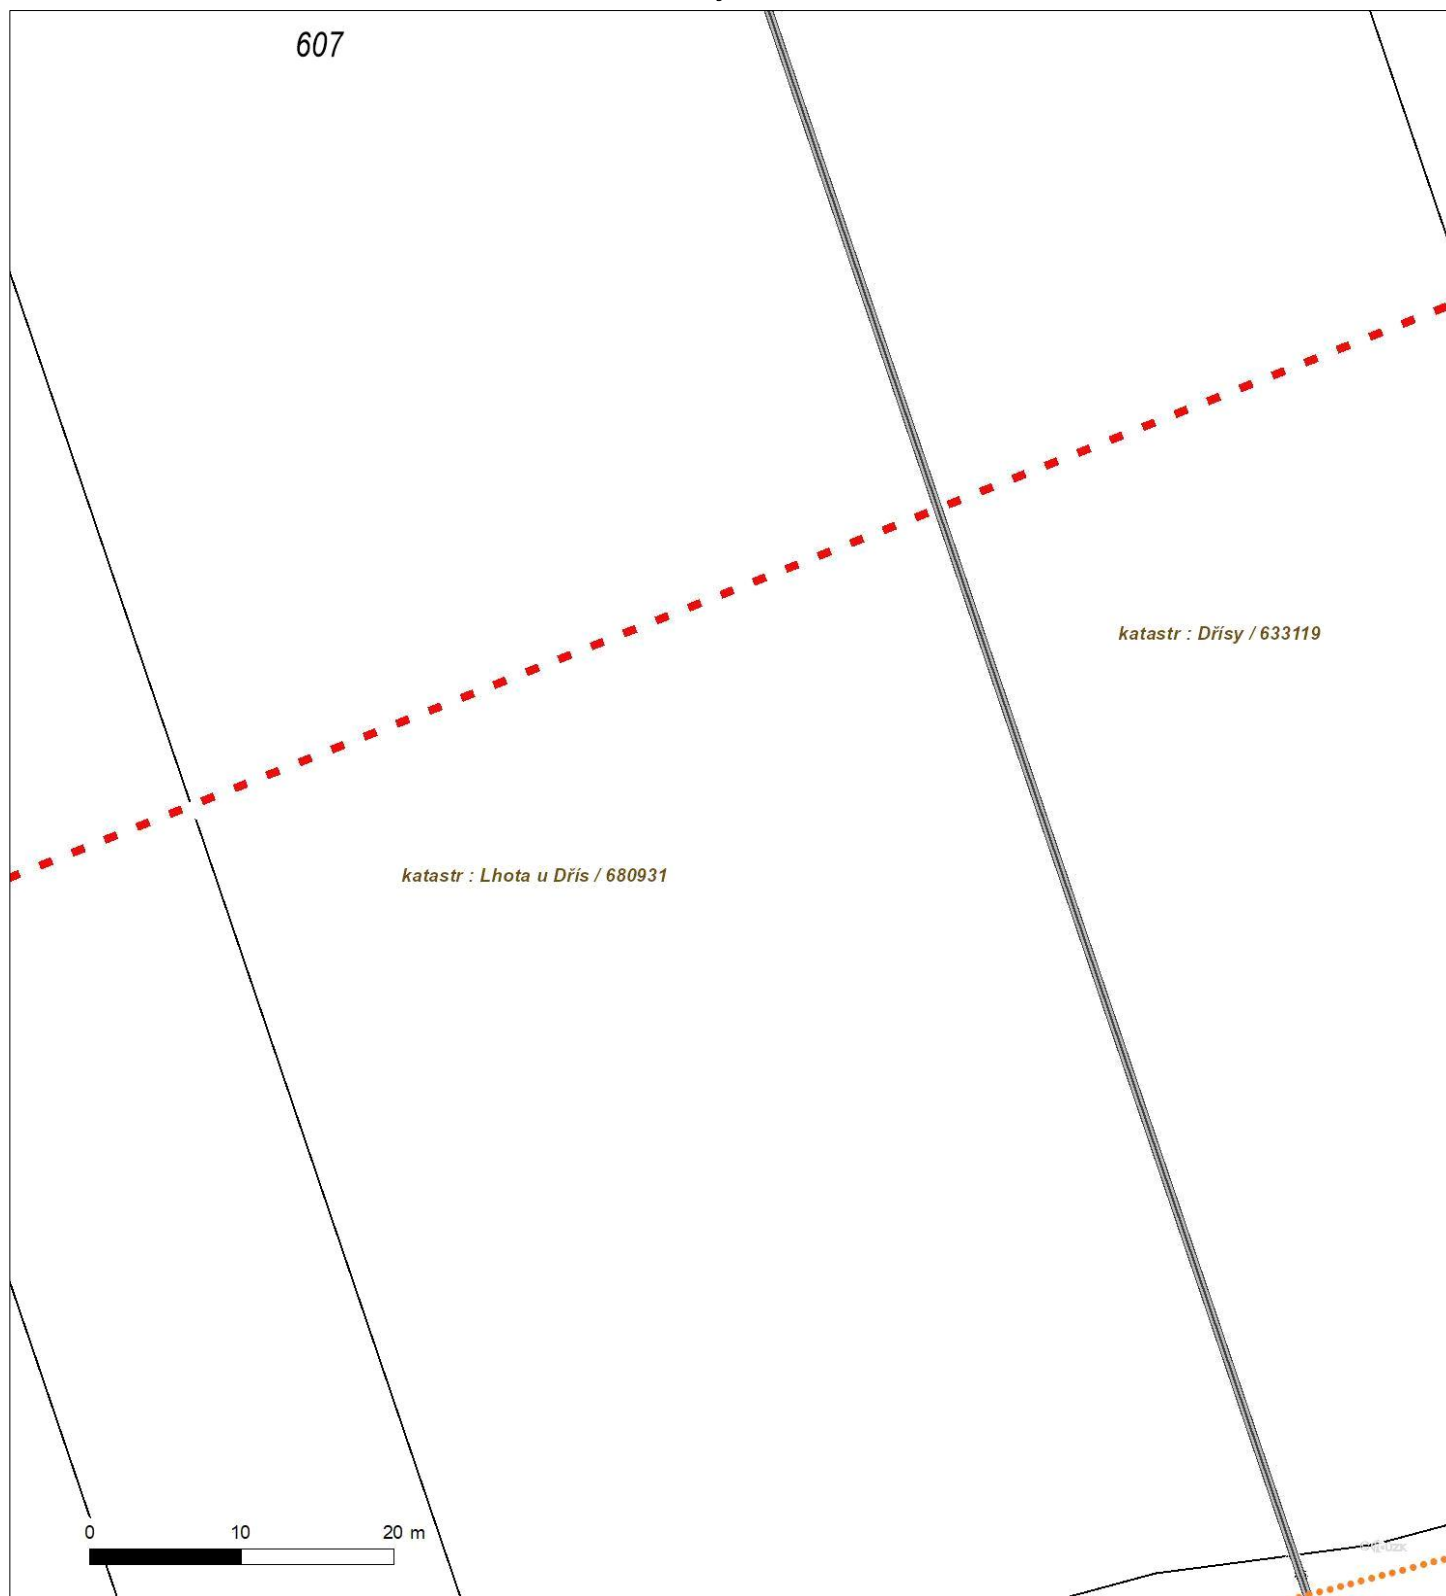 607
katastr : Dřísy / 633119
katastr : Lhota u Dřís / 680931
0 10 20 m